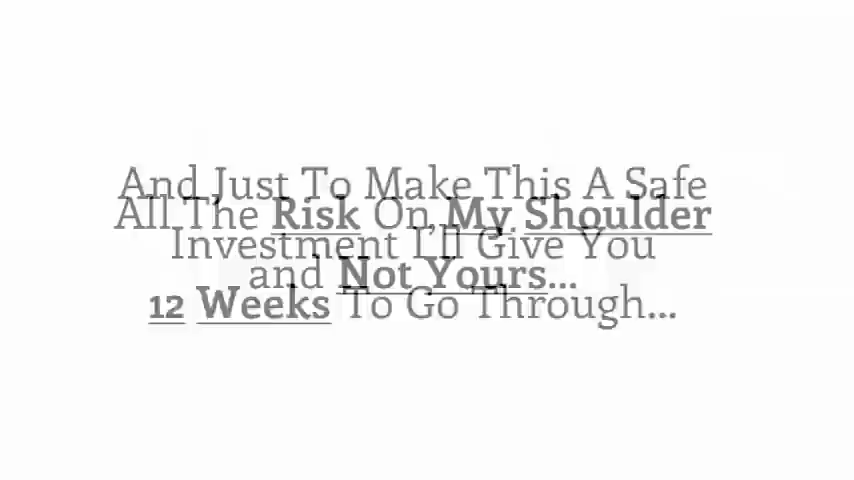 And Just To Make This A Safe
All The Risk On My Shoulder
Investment I'll Give You
and Not Yours...
12 Weeks To Go Through...